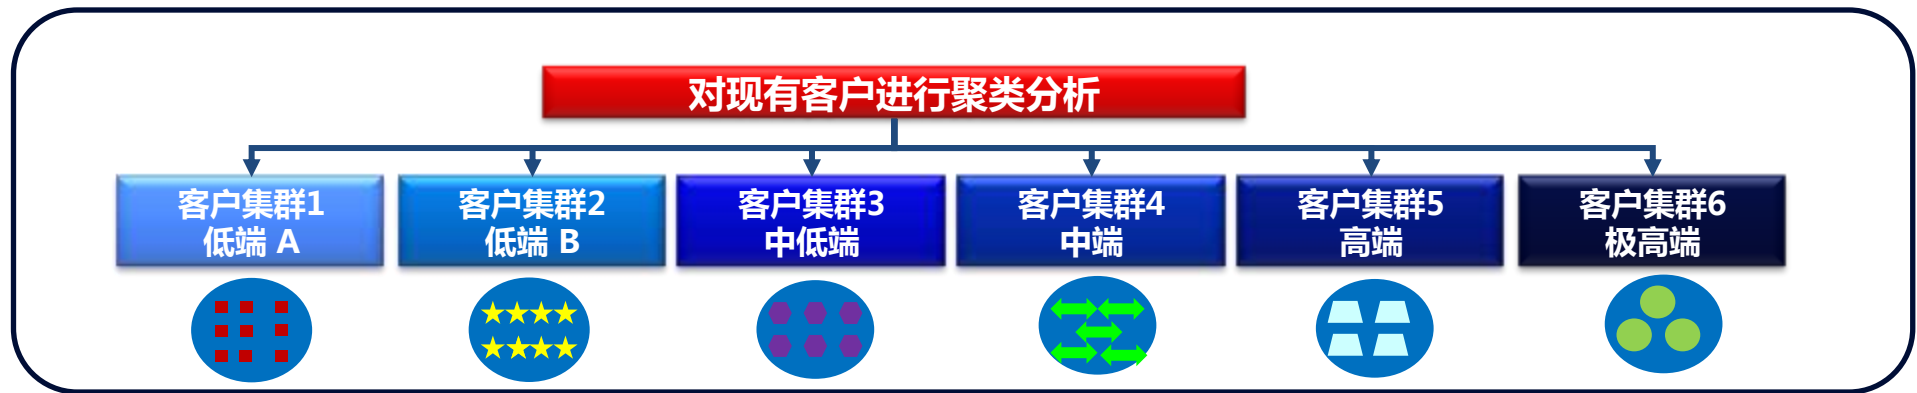 对现有客户进行聚类分析
客户集群1
低端 A
客户集群2
低端 B
客户集群3
中低端
客户集群4
中端
客户集群5
高端
客户集群6
极高端